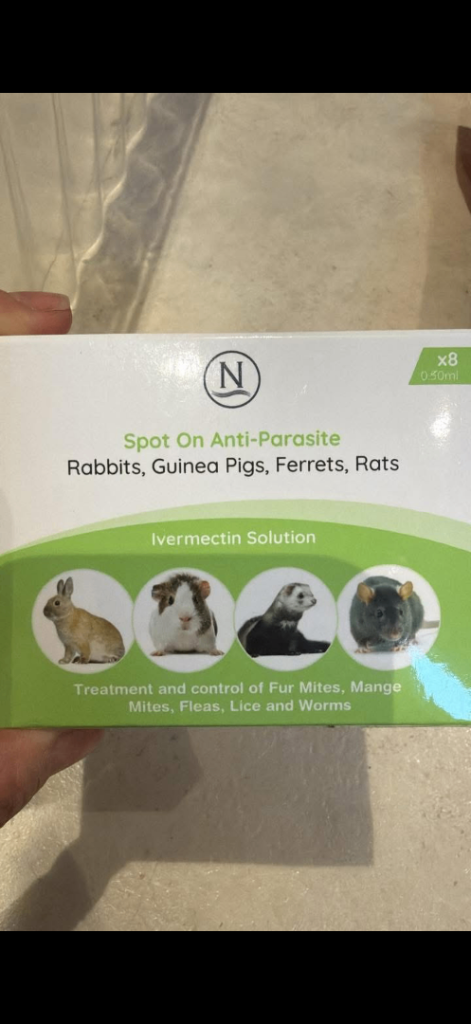 N
x8
0.50ml
Spot On Anti-Parasite
Rabbits, Guinea Pigs, Ferrets, Rats
Ivermectin Solution
Treatment and control of Fur Mites, Mange
Mites, Fleas, Lice and Worms